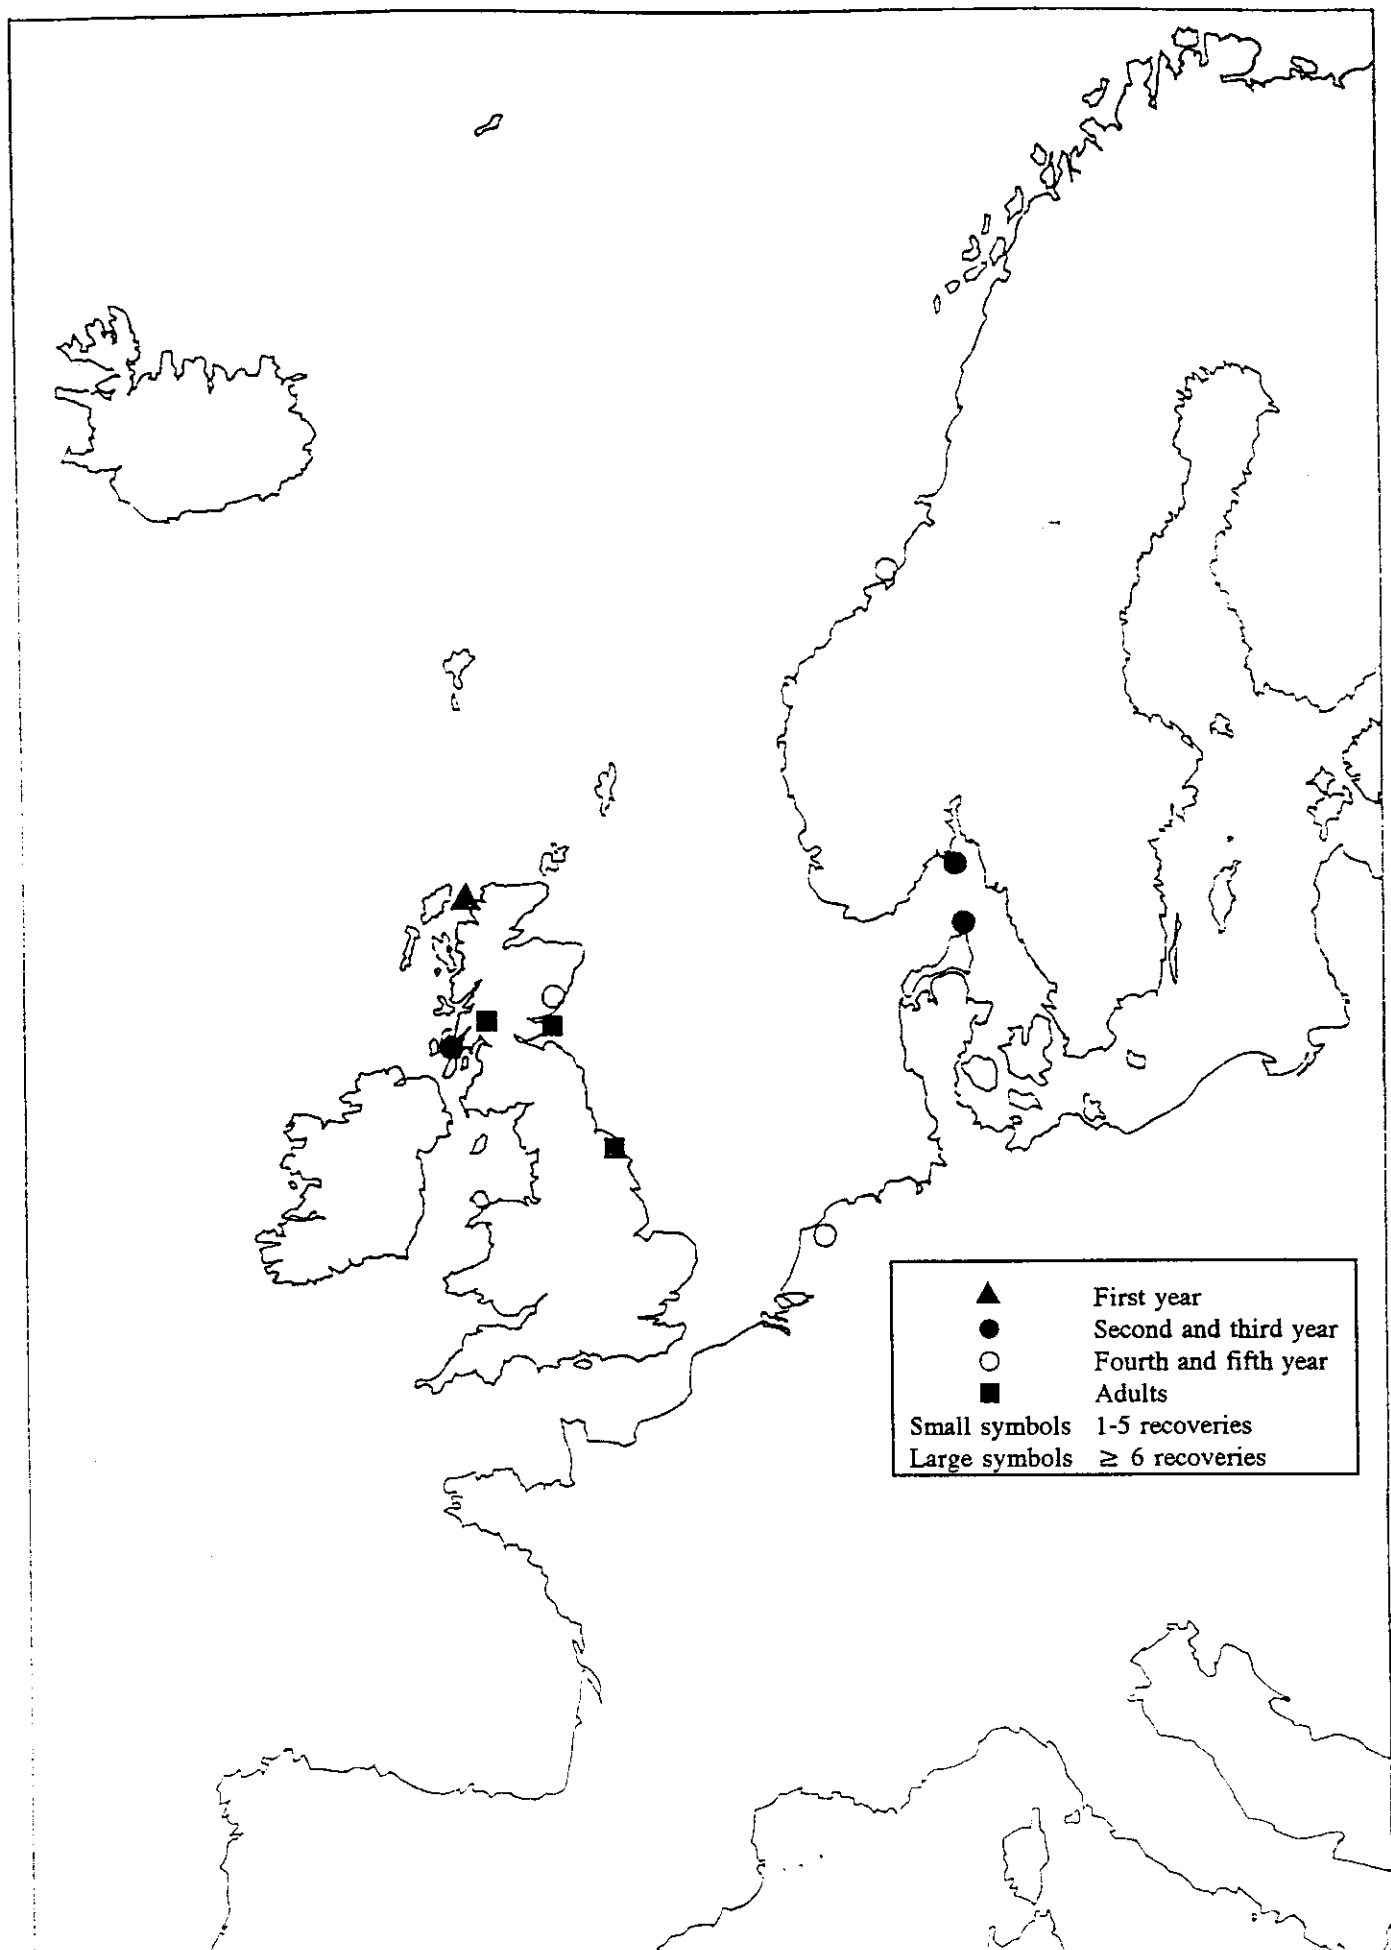 First year
Second and third year
Fourth and fifth year
Adults
Small symbols 1-5 recoveries
Large symbols ≥ 6 recoveries